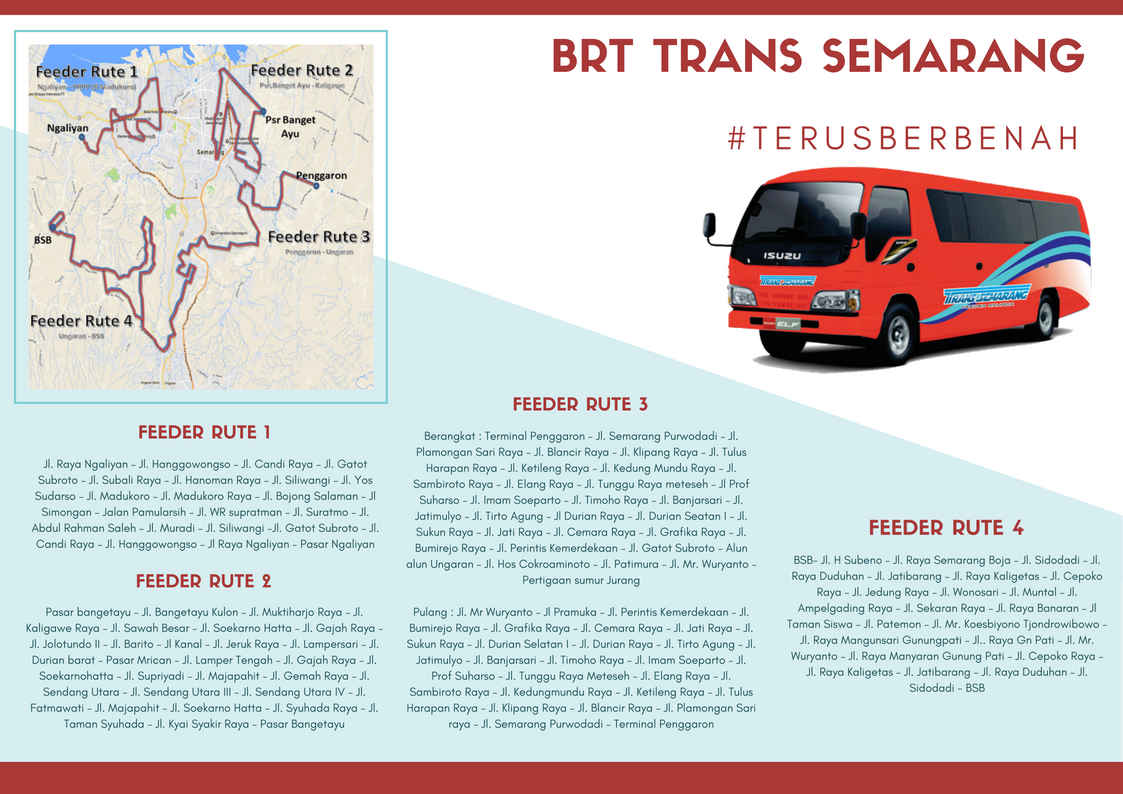 BRT TRANS SEMARANG
#TERUSBERBENAH
Feeder Rute 1
Feeder Rute 2
Psr.Banget Ayu - Kaligawe
Ngaliyan
Psr Banget
Ayu
Semarang
Penggaron
BSB
Feeder Rute 3
Penggaron - Ungaran
Feeder Rute 4
Ungaran - BSB
ISUZU
TRANS SEMARANG
TRANS SEMARANG
ELF
FEEDER RUTE 1
Jl. Raya Ngaliyan – Jl. Hanggowongso – Jl. Candi Raya – Jl. Gatot
Subroto – Jl. Subali Raya – Jl. Hanoman Raya – Jl. Siliwangi – Jl. Yos
Sudarso – Jl. Madukoro – Jl. Madukoro Raya – Jl. Bojong Salaman – Jl
Simongan – Jalan Pamularsih – Jl. WR supratman – Jl. Suratmo – Jl.
Abdul Rahman Saleh – Jl. Muradi – Jl. Siliwangi –Jl. Gatot Subroto – Jl.
Candi Raya – Jl. Hanggowongso – Jl Raya Ngaliyan – Pasar Ngaliyan
FEEDER RUTE 2
Pasar bangetayu – Jl. Bangetayu Kulon – Jl. Muktiharjo Raya – Jl.
Kaligawe Raya – Jl. Sawah Besar – Jl. Soekarno Hatta – Jl. Gajah Raya –
Jl. Jolotundo II – Jl. Barito – Jl Kanal – Jl. Jeruk Raya – Jl. Lampersari – Jl.
Durian barat – Pasar Mrican – Jl. Lamper Tengah – Jl. Gajah Raya – Jl.
Soekarnohatta – Jl. Supriyadi – Jl. Majapahit – Jl. Gemah Raya – Jl.
Sendang Utara – Jl. Sendang Utara III – Jl. Sendang Utara IV – Jl.
Fatmawati – Jl. Majapahit – Jl. Soekarno Hatta – Jl. Syuhada Raya – Jl.
Taman Syuhada – Jl. Kyai Syakir Raya – Pasar Bangetayu
FEEDER RUTE 3
Berangkat : Terminal Penggaron – Jl. Semarang Purwodadi – Jl.
Plamongan Sari Raya – Jl. Blancir Raya – Jl. Klipang Raya – Jl. Tulus
Harapan Raya – Jl. Ketileng Raya – Jl. Kedung Mundu Raya – Jl.
Sambiroto Raya – Jl. Elang Raya – Jl. Tunggu Raya meteseh – Jl Prof
Suharso – Jl. Imam Soeparto – Jl. Timoho Raya – Jl. Banjarsari – Jl.
Jatimulyo – Jl. Tirto Agung – Jl Durian Raya – Jl. Durian Seatan I – Jl.
Sukun Raya – Jl. Jati Raya – Jl. Cemara Raya – Jl. Grafika Raya – Jl.
Bumirejo Raya – Jl. Perintis Kemerdekaan – Jl. Gatot Subroto – Alun
alun Ungaran – Jl. Hos Cokroaminoto – Jl. Patimura – Jl. Mr. Wuryanto –
Pertigaan sumur Jurang
Pulang : Jl. Mr Wuryanto – Jl Pramuka – Jl. Perintis Kemerdekaan – Jl.
Bumirejo Raya – Jl. Grafika Raya – Jl. Cemara Raya – Jl. Jati Raya – Jl.
Sukun Raya – Jl. Durian Selatan I – Jl. Durian Raya – Jl. Tirto Agung – Jl.
Jatimulyo – Jl. Banjarsari – Jl. Timoho Raya – Jl. Imam Soeparto – Jl.
Prof Suharso – Jl. Tunggu Raya Meteseh – Jl. Elang Raya – Jl.
Sambiroto Raya – Jl. Kedungmundu Raya – Jl. Ketileng Raya – Jl. Tulus
Harapan Raya – Jl. Klipang Raya – Jl. Blancir Raya – Jl. Plamongan Sari
raya – Jl. Semarang Purwodadi – Terminal Penggaron
FEEDER RUTE 4
BSB– Jl. H Subeno – Jl. Raya Semarang Boja – Jl. Sidodadi – Jl.
Raya Duduhan – Jl. Jatibarang – Jl. Raya Kaligetas – Jl. Cepoko
Raya – Jl. Jedung Raya – Jl. Wonosari – Jl. Muntal – Jl.
Ampelgading Raya – Jl. Sekaran Raya – Jl. Raya Banaran – Jl
Taman Siswa – Jl. Patemon – Jl. Mr. Koesbiyono Tjondrowibowo –
Jl. Raya Mangunsari Gunungpati – Jl.. Raya Gn Pati – Jl. Mr.
Wuryanto – Jl. Raya Manyaran Gunung Pati – Jl. Cepoko Raya –
Jl. Raya Kaligetas – Jl. Jatibarang – Jl. Raya Duduhan – Jl.
Sidodadi – BSB